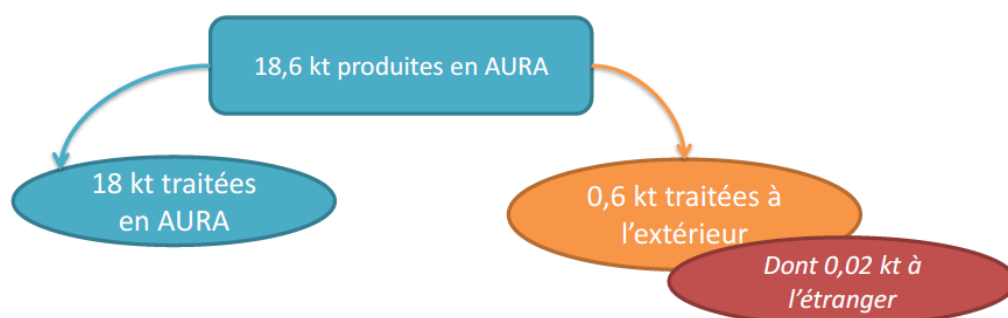 18,6 kt produites en AURA
18 kt traitées
en AURA
0,6 kt traitées à
l’extérieur
Dont 0,02 kt à
l’étranger